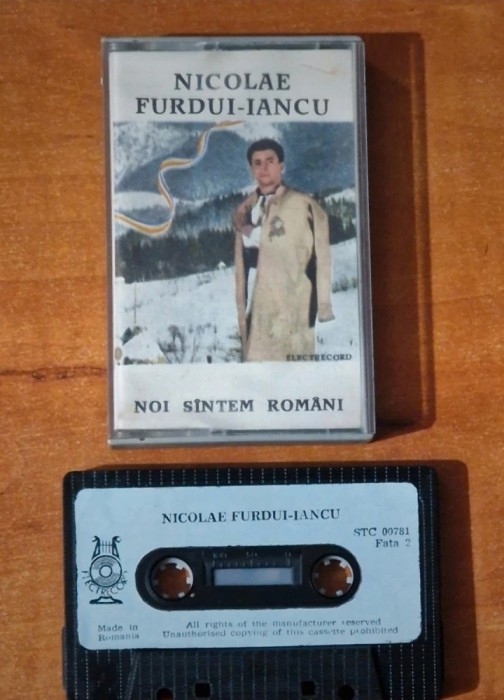 NICOLAE
FURDUI-IANCU
ELECTRECORD
NOI SÎNTEM ROMÂNI
NICOLAE FURDUI-IANCU
STC 00781
Fata 2
ELECTRECORD
Made in
Romania
All rights of the manufacturer reserved
Unauthorised copying of this cassette prohibited